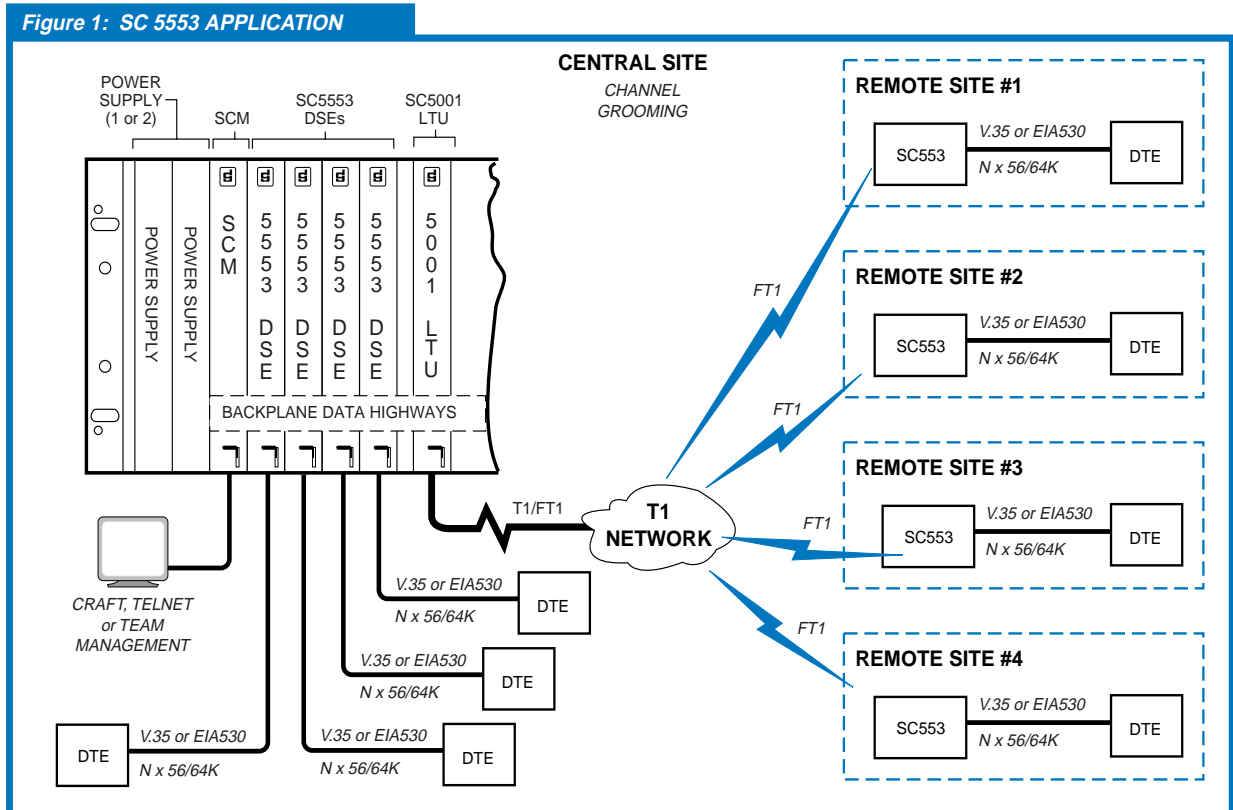 Figure 1: SC 5553 APPLICATION
CENTRAL SITE
CHANNEL
GROOMING
POWER
SUPPLY
(1 or 2)
SCM
SC5553
DSEs
SC5001
LTU
POWER SUPPLY
POWER SUPPLY
SCM
5553 DSE
5553 DSE
5553 DSE
5553 DSE
5001 LTU
BACKPLANE DATA HIGHWAYS
CRAFT, TELNET
or TEAM
MANAGEMENT
T1/FT1
T1
NETWORK
V.35 or EIA530
N x 56/64K
DTE
V.35 or EIA530
N x 56/64K
DTE
DTE
V.35 or EIA530
N x 56/64K
V.35 or EIA530
N x 56/64K
DTE
FT1
FT1
FT1
FT1
REMOTE SITE #1
SC553
V.35 or EIA530
N x 56/64K
DTE
REMOTE SITE #2
SC553
V.35 or EIA530
N x 56/64K
DTE
REMOTE SITE #3
SC553
V.35 or EIA530
N x 56/64K
DTE
REMOTE SITE #4
SC553
V.35 or EIA530
N x 56/64K
DTE